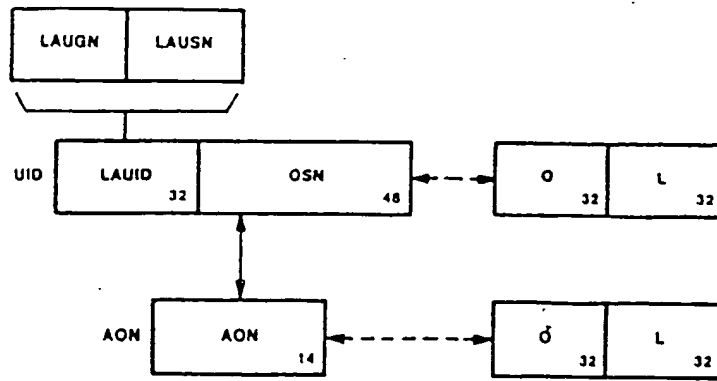 LAUGN LAUSN
UID LAUID 32 OSN 48 O 32 L 32
AON AON 14 O 32 L 32